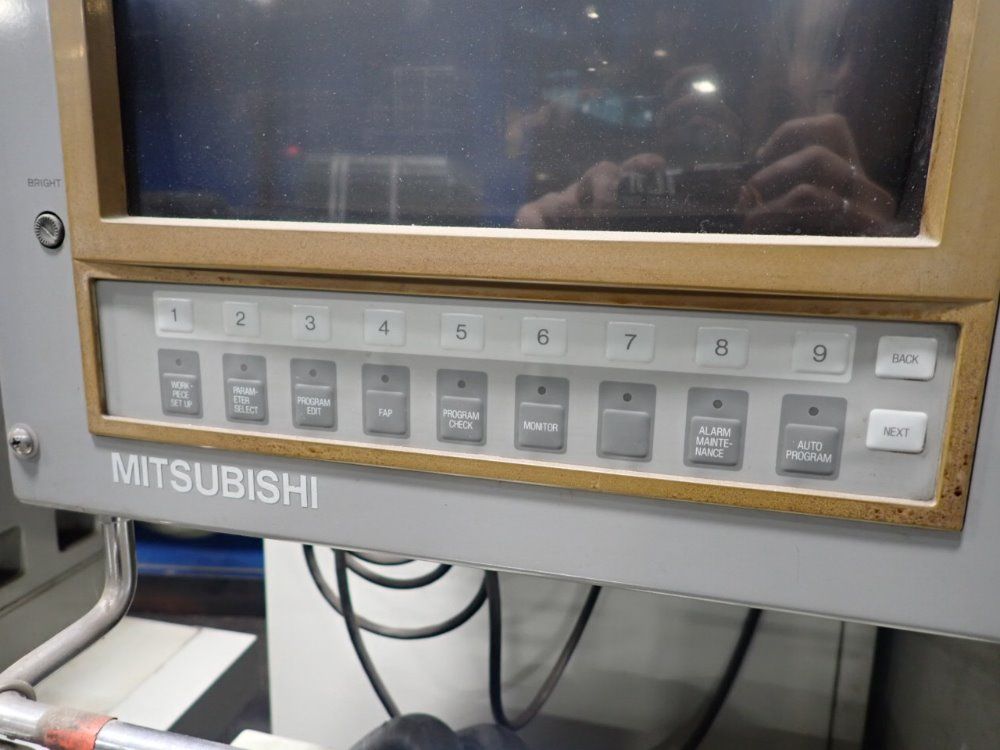 BRIGHT
1 2 3 4 5 6 7 8 9 BACK
WORK-
PIECE
SET UP
PARAM-
ETER
SELECT
PROGRAM
EDIT
FAP
PROGRAM
CHECK
MONITOR
ALARM
MAINTE-
NANCE
AUTO
PROGRAM
NEXT
MITSUBISHI